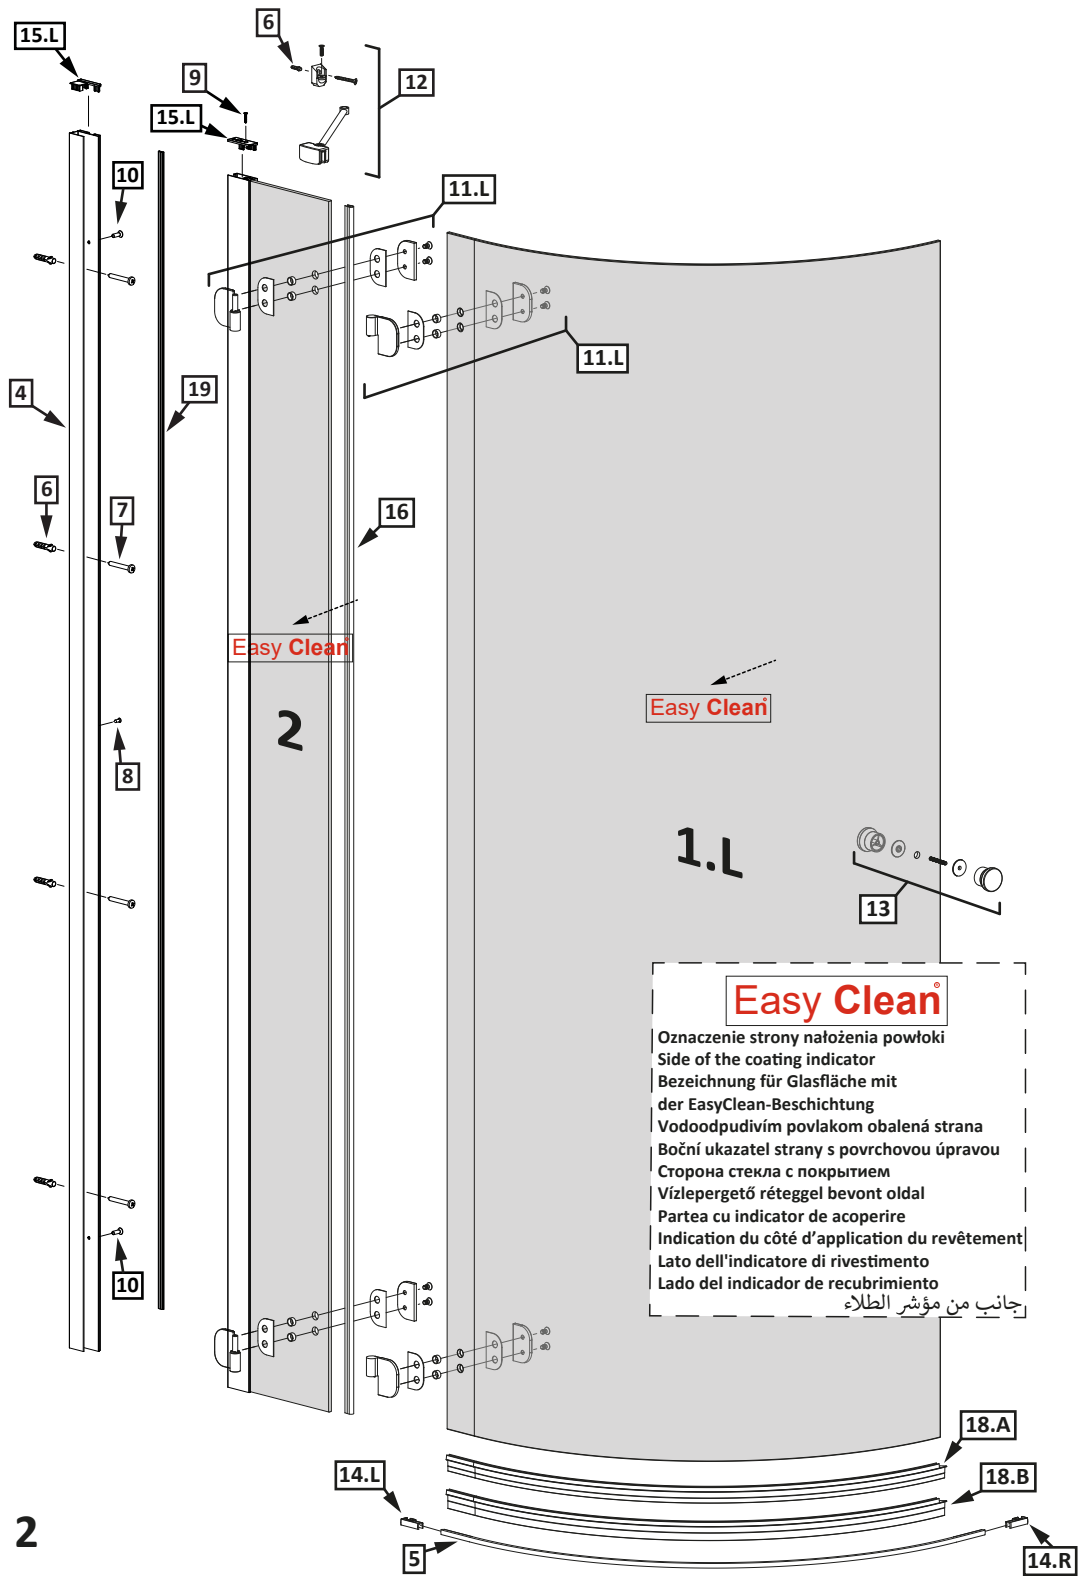 15.L
6
9
12
15.L
10
11.L
11.L
4
19
6
7
16
Easy Clean
2
Easy Clean
8
1.L
13
Easy Clean®
Oznaczenie strony nałożenia powłoki
Side of the coating indicator
Bezeichnung für Glasfläche mit
der EasyClean-Beschichtung
Vodoodpudivím povlakom obalená strana
Boční ukazatel strany s povrchovou úpravou
Сторона стекла с покрытием
Vízlepergető réteggel bevont oldal
Partea cu indicator de acoperire
Indication du côté d'application du revêtement
Lato dell'indicatore di rivestimento
Lado del indicador de recubrimiento
جانب من مؤشر الطلاء
10
18.A
14.L
18.B
5
14.R
2